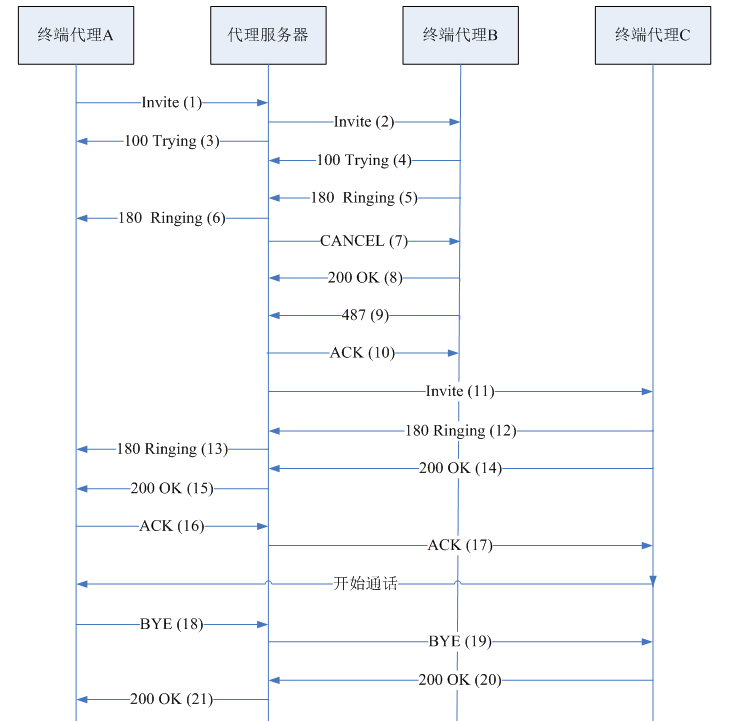 终端代理A
代理服务器
终端代理B
终端代理C
Invite (1)
Invite (2)
100 Trying (3)
100 Trying (4)
180 Ringing (5)
180 Ringing (6)
CANCEL (7)
200 OK (8)
487 (9)
ACK (10)
Invite (11)
180 Ringing (12)
180 Ringing (13)
200 OK (14)
200 OK (15)
ACK (16)
ACK (17)
开始通话
BYE (18)
BYE (19)
200 OK (20)
200 OK (21)